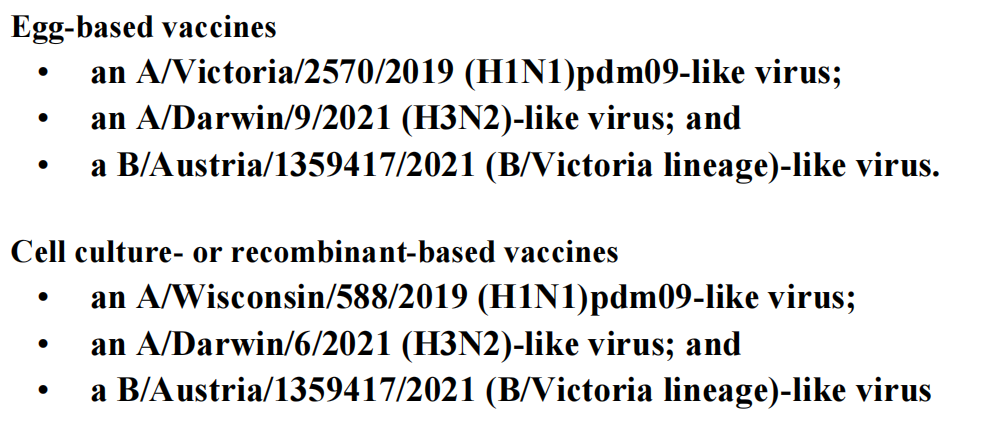 Egg-based vaccines
• an A/Victoria/2570/2019 (H1N1)pdm09-like virus;
• an A/Darwin/9/2021 (H3N2)-like virus; and
• a B/Austria/1359417/2021 (B/Victoria lineage)-like virus.
Cell culture- or recombinant-based vaccines
• an A/Wisconsin/588/2019 (H1N1)pdm09-like virus;
• an A/Darwin/6/2021 (H3N2)-like virus; and
• a B/Austria/1359417/2021 (B/Victoria lineage)-like virus